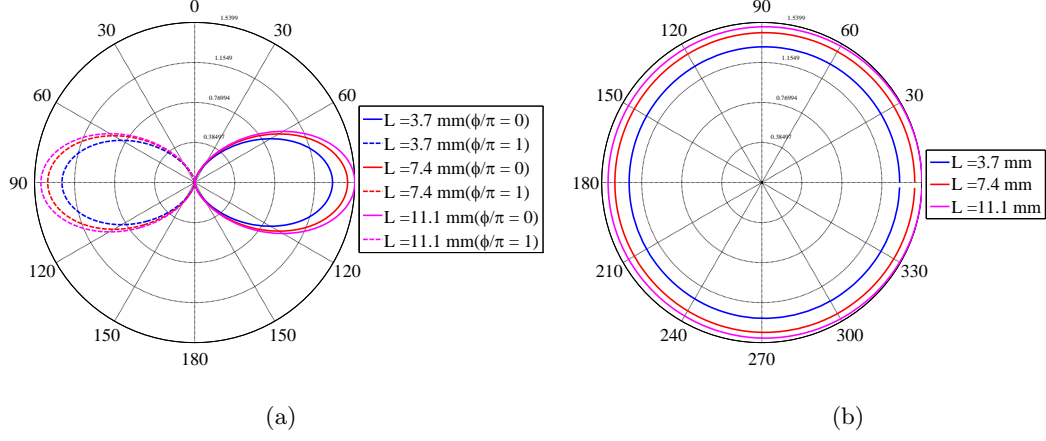 0
30
30
60
60
90
120
120
150
150
180
1.5399
1.1549
0.76994
0.38497
L =3.7 mm(ϕ/π = 0)
L =3.7 mm(ϕ/π = 1)
L =7.4 mm(ϕ/π = 0)
L =7.4 mm(ϕ/π = 1)
L =11.1 mm(ϕ/π = 0)
L =11.1 mm(ϕ/π = 1)
(a)
90
120
60
150
30
180
210
330
240
300
270
1.5399
1.1549
0.76994
0.38497
L =3.7 mm
L =7.4 mm
L =11.1 mm
(b)